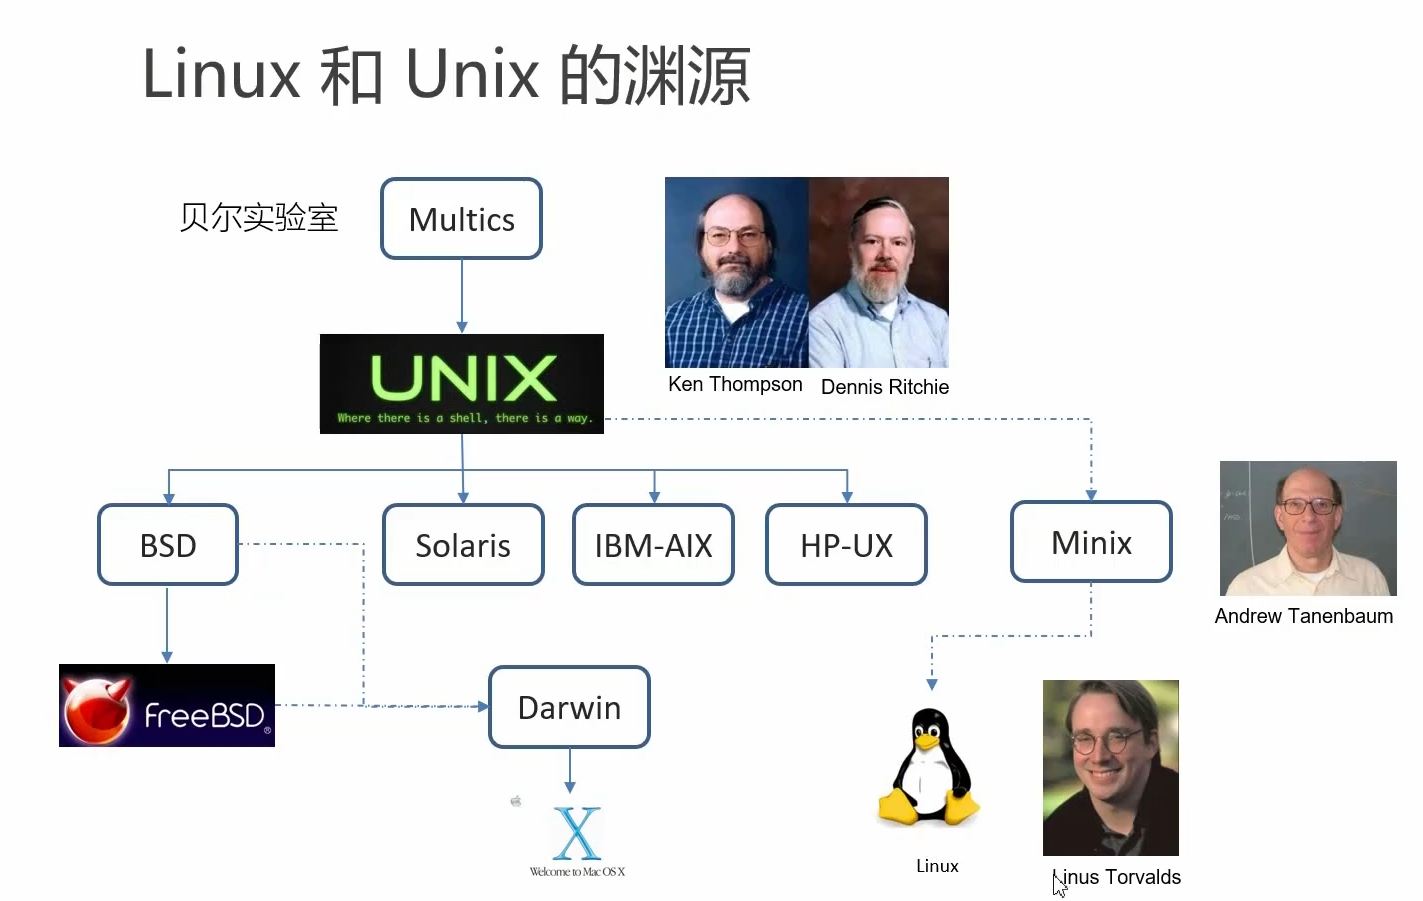 Linux 和 Unix 的渊源
贝尔实验室
Multics
UNIX
Where there is a shell, there is a way.
Ken Thompson
Dennis Ritchie
BSD
Solaris
IBM-AIX
HP-UX
Minix
Andrew Tanenbaum
FreeBSD®
Darwin
X
Welcome to Mac OS X
Linux
Linus Torvalds